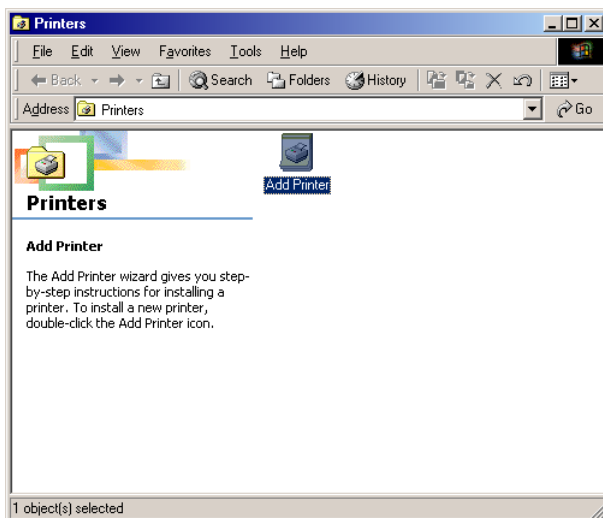 Printers
File Edit View Favorites Tools Help
Back Search Folders History
Address Printers Go
Add Printer
Printers
Add Printer
The Add Printer wizard gives you step-
by-step instructions for installing a
printer. To install a new printer,
double-click the Add Printer icon.
1 object(s) selected